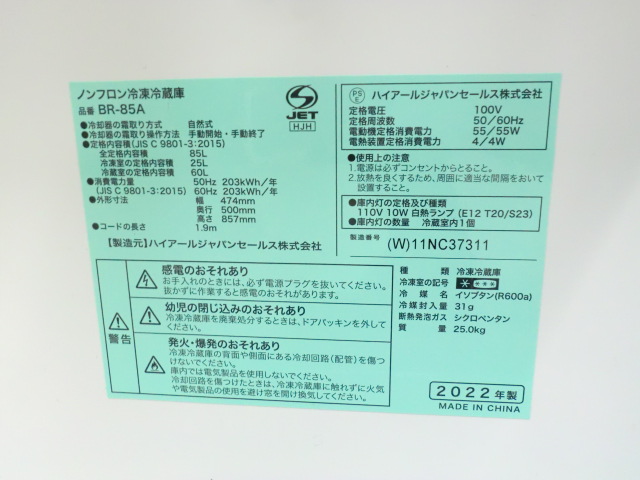 ノンフロン冷凍冷蔵庫
品番 BR-85A
JET
HJH
●冷却器の霜取り方式 自然式
●冷却器の霜取り操作方法 手動開始・手動終了
●定格内容積(JIS C 9801-3:2015)
全定格内容積 85L
冷凍室の定格内容積 25L
冷蔵室の定格内容積 60L
●消費電力量 50Hz 203kWh/年
(JIS C 9801-3:2015) 60Hz 203kWh/年
●外形寸法 幅 474mm
奥行 500mm
高さ 857mm
●コードの長さ 1.9m
【製造元】ハイアールジャパンセールス株式会社
PS
E
ハイアールジャパンセールス株式会社
定格電圧 100V
定格周波数 50/60Hz
電動機定格消費電力 55/55W
電熱装置定格消費電力 4/4W
●使用上の注意
1.電源は必ずコンセントからとること。
2.放熱を良くするため、周囲に適当な間隔をおいて
設置すること。
●庫内灯の定格及び種類
110V 10W 白熱ランプ(E12 T20/S23)
●庫内灯の数量 冷蔵室内1個
(W)11NC37311
警告
感電のおそれあり
お手入れのときには、必ず電源プラグを抜いてください。
抜かずに作業すると感電のおそれがあります。
幼児の閉じ込みのおそれあり
冷凍冷蔵庫を廃棄処分するときは、ドアパッキンを外して
ください。
発火・爆発のおそれあり
冷凍冷蔵庫の背面や側面にある冷却回路(配管)を傷つ
けないでください。
庫内では電気製品を使用しないでください。
冷却回路を傷つけたときは、冷凍冷蔵庫に触れずに火気
や電気製品の使用を避け窓を開け換気してください。
種類 冷凍冷蔵庫
冷凍室の記号 * ***
冷媒名 イソブタン(R600a)
冷媒封入量 31g
断熱発泡ガス シクロペンタン
質量 25.0kg
2022年製
MADE IN CHINA